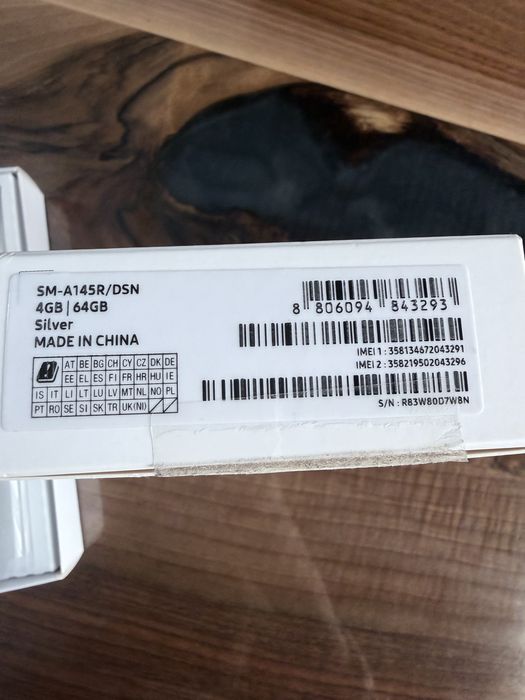 SM-A145R/DSN
4GB | 64GB
Silver
MADE IN CHINA
AT BE BG CH CY CZ DK DE
EE EL ES FI FR HR HU IE
IS IT LI LT LU LV MT NL NO PL
PT RO SE SI SK TR UK(NI)
8 806094 843293
IMEI 1 : 358134672043291
IMEI 2 : 358219502043296
S/N : R83W80D7W8N